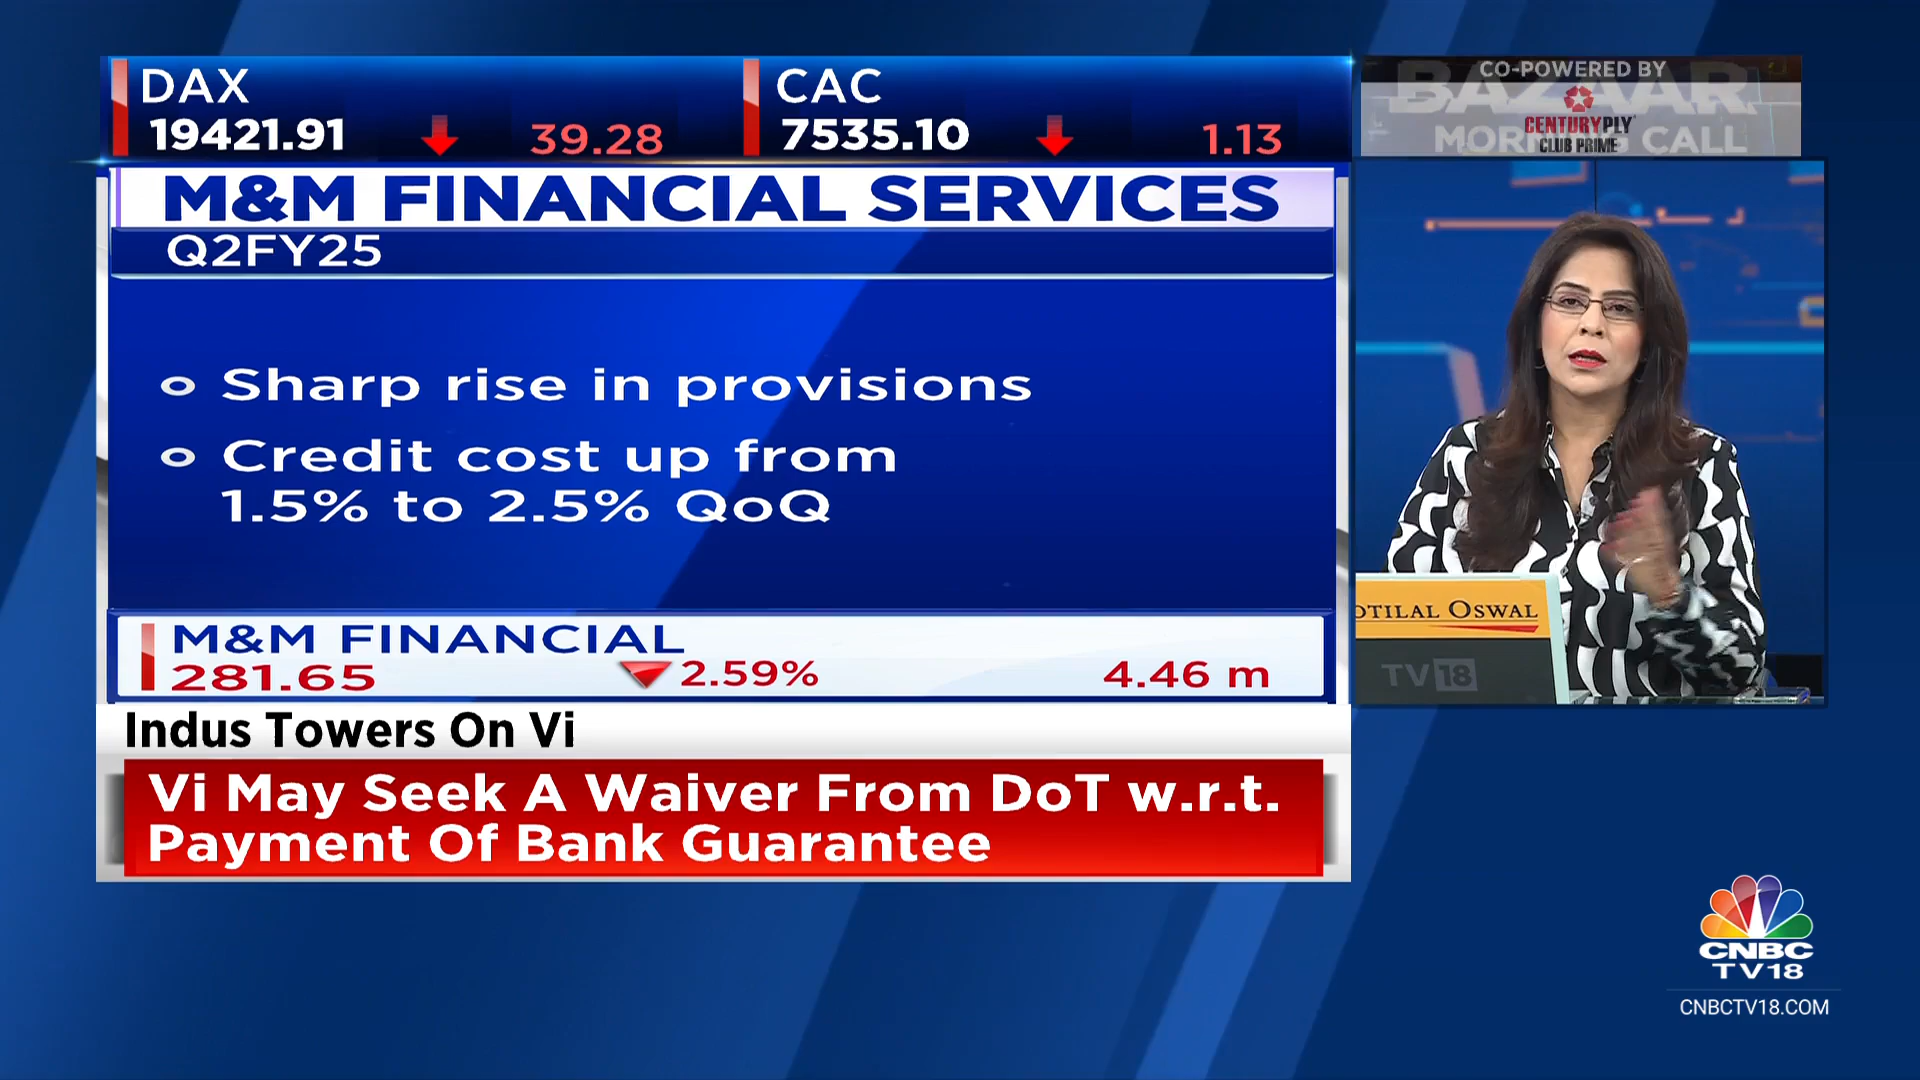 DAX
19421.91 39.28
CAC
7535.10 1.13
CO-POWERED BY
BAZAAR
MORNING CALL
CENTURYPLY
CLUB PRIME
M&M FINANCIAL SERVICES
Q2FY25
Sharp rise in provisions
Credit cost up from
1.5% to 2.5% QoQ
M&M FINANCIAL
281.65 2.59% 4.46 m
OTILAL OSWAL
TV18
Indus Towers On Vi
Vi May Seek A Waiver From DoT w.r.t.
Payment Of Bank Guarantee
CNBC
TV18
CNBCTV18.COM